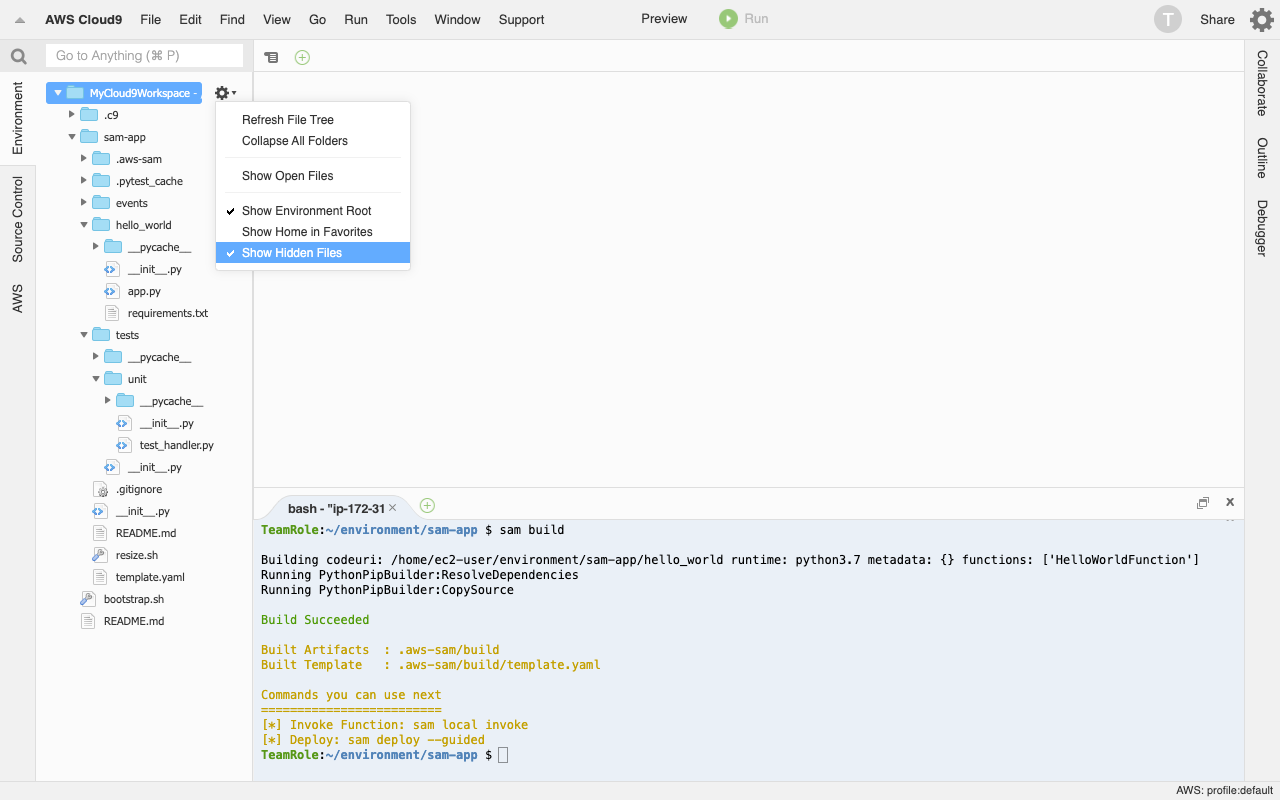 AWS Cloud9 File Edit Find View Go Run Tools Window Support Preview Run T Share
Go to Anything (⌘ P)
Environment
Source Control
AWS
MyCloud9Workspace -
.c9
sam-app
.aws-sam
.pytest_cache
events
hello_world
__pycache__
__init__.py
app.py
requirements.txt
tests
__pycache__
unit
__pycache__
__init__.py
test_handler.py
__init__.py
.gitignore
__init__.py
README.md
resize.sh
template.yaml
bootstrap.sh
README.md
Refresh File Tree
Collapse All Folders
Show Open Files
Show Environment Root
Show Home in Favorites
Show Hidden Files
Collaborate
Outline
Debugger
bash - "ip-172-31
TeamRole:~/environment/sam-app $ sam build
Building codeuri: /home/ec2-user/environment/sam-app/hello_world runtime: python3.7 metadata: {} functions: ['HelloWorldFunction']
Running PythonPipBuilder:ResolveDependencies
Running PythonPipBuilder:CopySource
Build Succeeded
Built Artifacts  : .aws-sam/build
Built Template   : .aws-sam/build/template.yaml
Commands you can use next
=========================
[*] Invoke Function: sam local invoke
[*] Deploy: sam deploy --guided
TeamRole:~/environment/sam-app $
AWS: profile:default